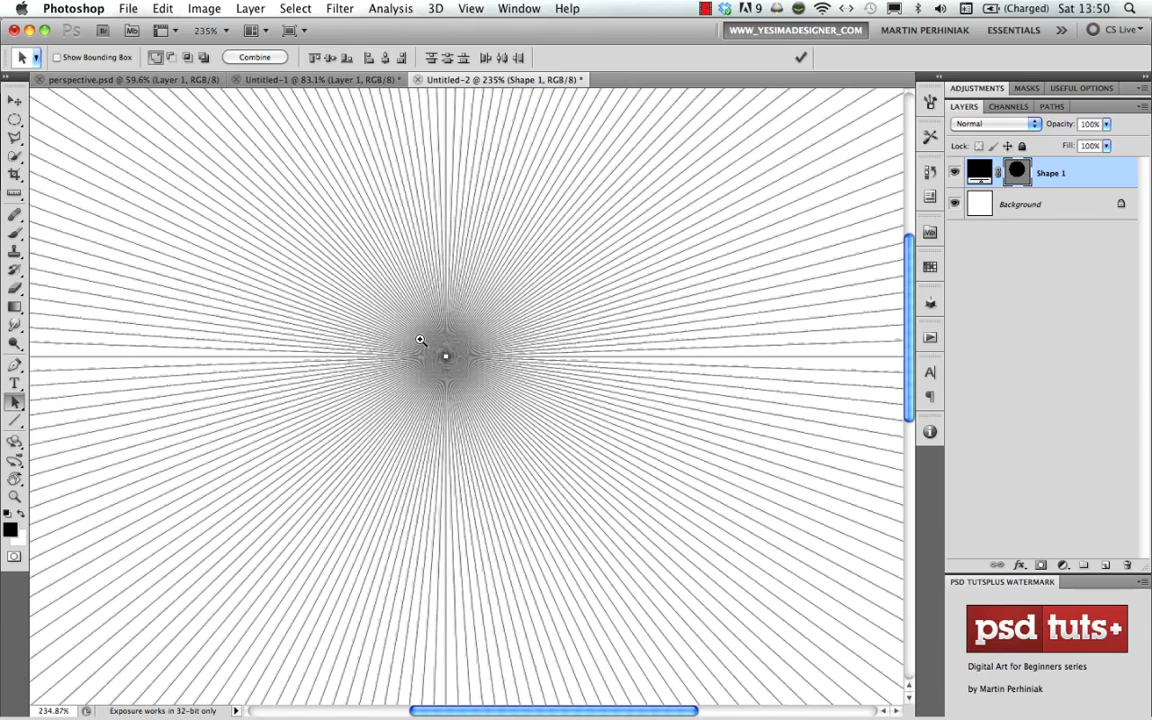 Photoshop File Edit Image Layer Select Filter Analysis 3D View Window Help 9 (Charged) Sat 13:50
Ps Br Mb 235% WWW_YESIMADESIGNER_COM MARTIN PERHINIAK ESSENTIALS CS Live
Show Bounding Box Combine
perspective.psd @ 59.6% (Layer 1, RGB/8) Untitled-1 @ 83.1% (Layer 1, RGB/8) * Untitled-2 @ 235% (Shape 1, RGB/8) *
ADJUSTMENTS MASKS USEFUL OPTIONS
LAYERS CHANNELS PATHS
Normal Opacity: 100%
Lock: Fill: 100%
Shape 1
Background
PSD TUTSPLUS WATERMARK
psd tuts+
Digital Art for Beginners series
by Martin Perhiniak
234.87% Exposure works in 32-bit only